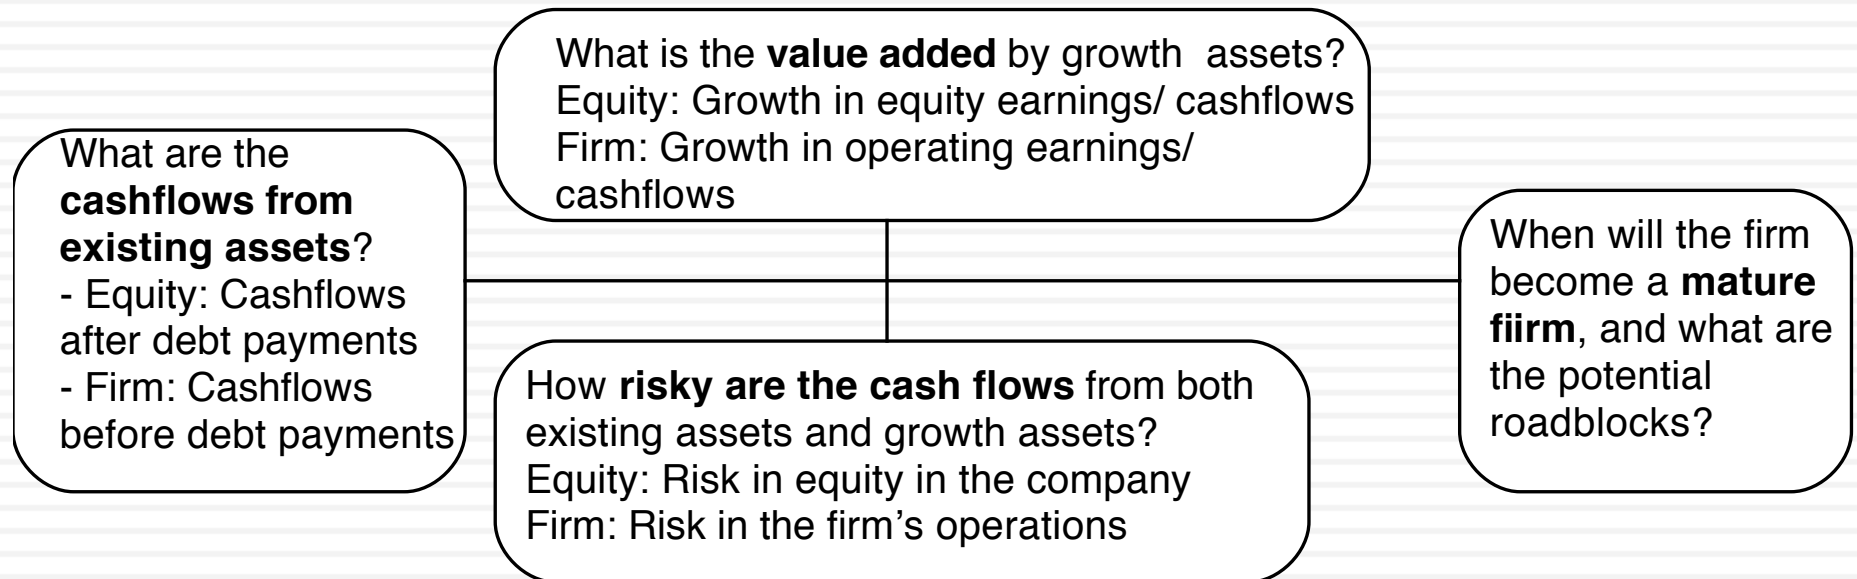 What is the value added by growth  assets?
Equity: Growth in equity earnings/ cashflows
Firm: Growth in operating earnings/
cashflows
What are the
cashflows from
existing assets?
- Equity: Cashflows
after debt payments
- Firm: Cashflows
before debt payments
When will the firm
become a mature
fiirm, and what are
the potential
roadblocks?
How risky are the cash flows from both
existing assets and growth assets?
Equity: Risk in equity in the company
Firm: Risk in the firm’s operations